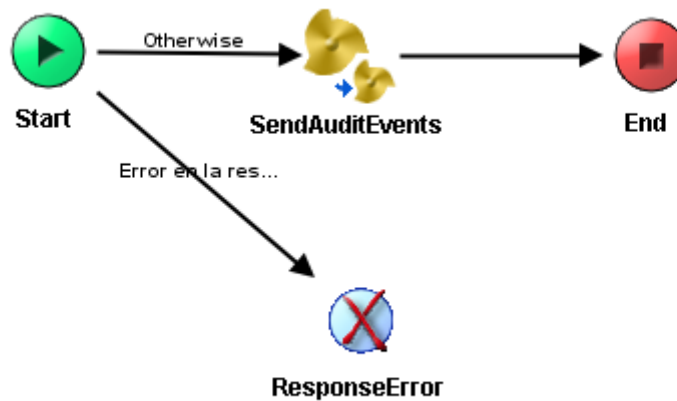 Otherwise
Start
SendAuditEvents
End
Error en la res...
ResponseError